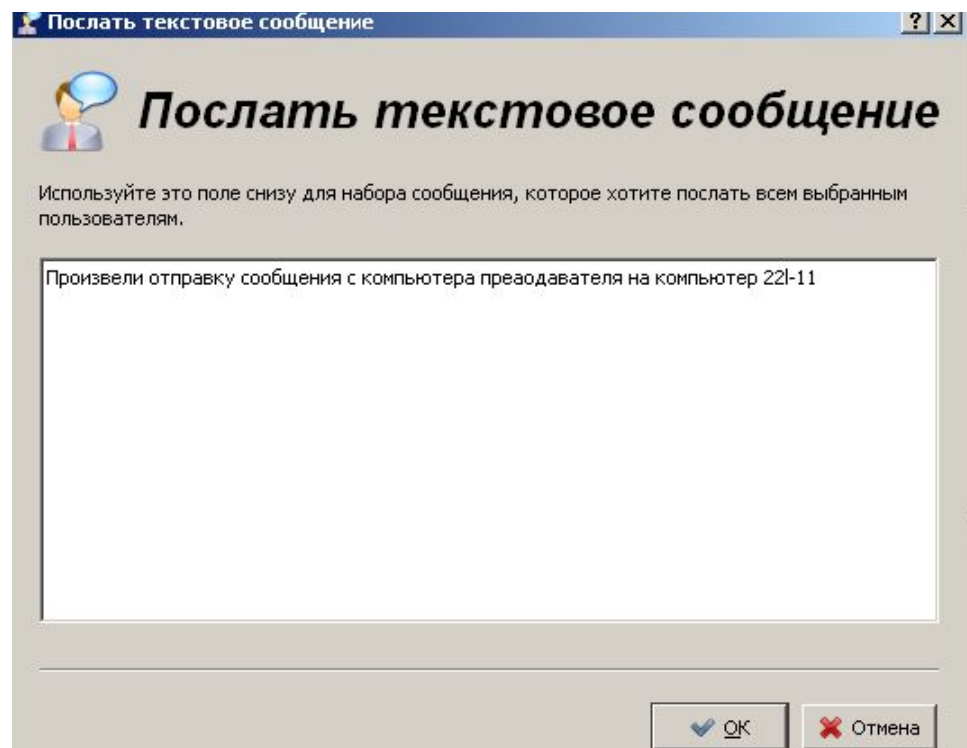 Послать текстовое сообщение
Послать текстовое сообщение
Используйте это поле снизу для набора сообщения, которое хотите послать всем выбранным
пользователям.
Произвели отправку сообщения с компьютера преаодавателя на компьютер 22l-11
OK
Отмена